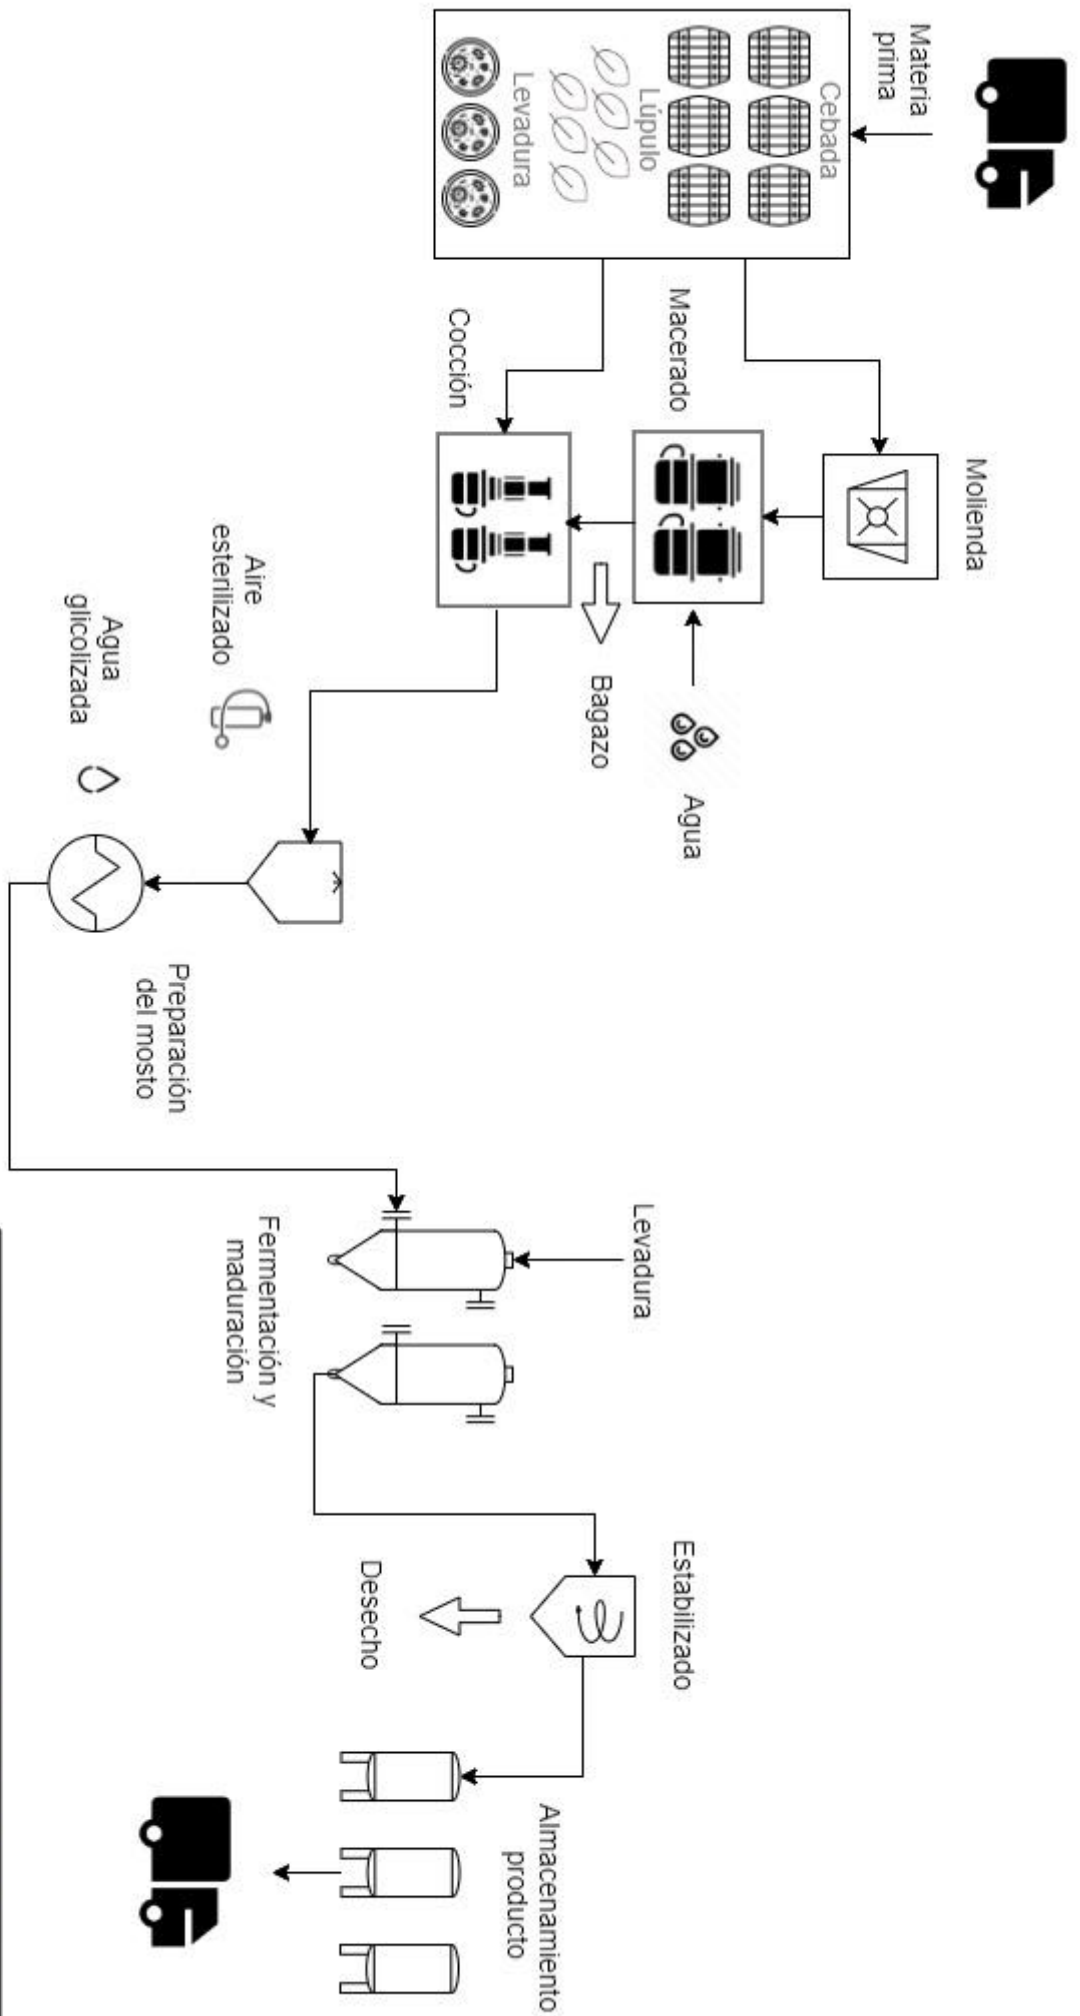 Materia
prima
Cebada
Lúpulo
Levadura
Molienda
Macerado
Cocción
Agua
Bagazo
Aire
esterilizado
Agua
glicolizada
Preparación
del mosto
Levadura
Fermentación y
maduración
Estabilizado
Desecho
Almacenamiento
producto